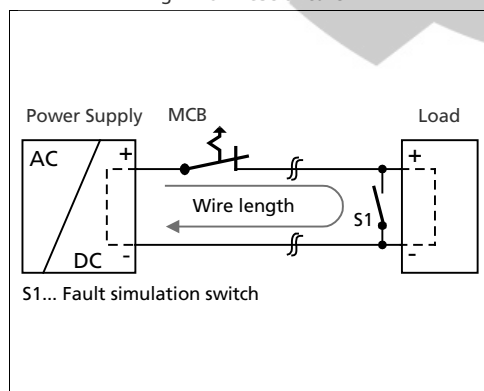 Power Supply MCB Load
AC + +
Wire length
S1
DC - -
S1... Fault simulation switch